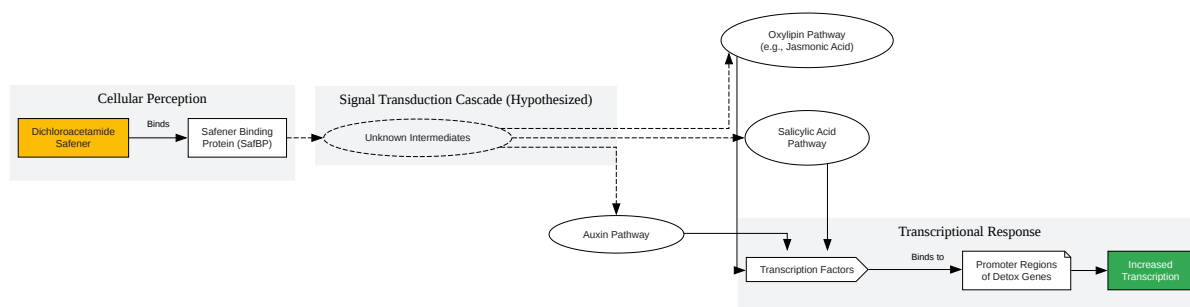 Oxylipin Pathway
(e.g., Jasmonic Acid)
Cellular Perception
Signal Transduction Cascade (Hypothesized)
Dichloroacetamide
Safener
Binds
Safener Binding
Protein (SafBP)
Unknown Intermediates
Salicylic Acid
Pathway
Auxin Pathway
Transcriptional Response
Transcription Factors
Binds to
Promoter Regions
of Detox Genes
Increased
Transcription